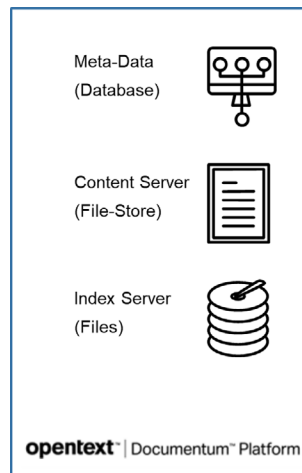 Meta-Data
(Database)
Content Server
(File-Store)
Index Server
(Files)
opentext™ | Documentum™ Platform